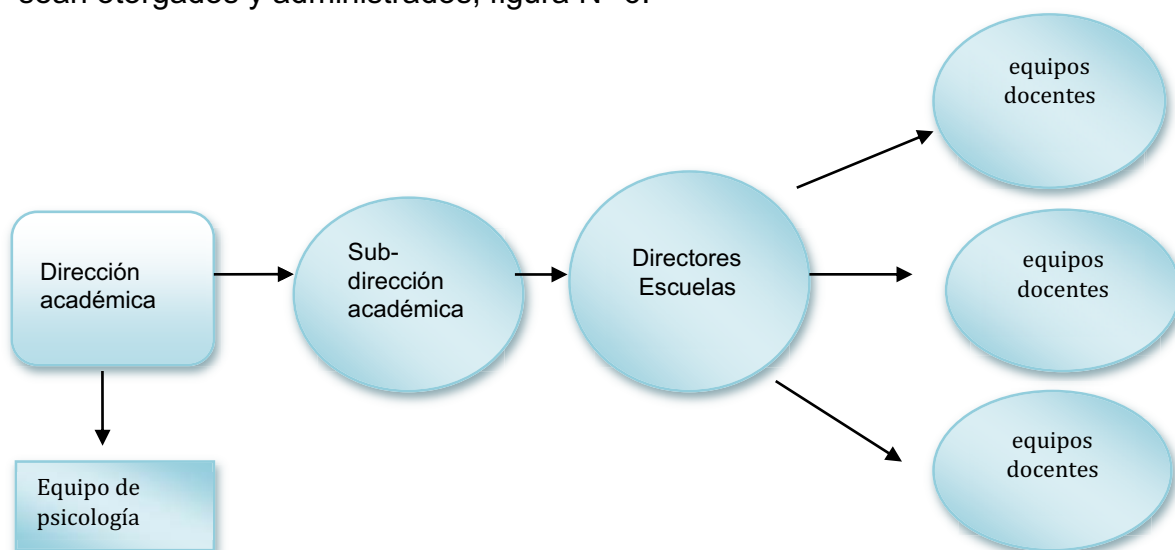 equipos
docentes
Dirección
académica
Sub-
dirección
académica
Directores
Escuelas
equipos
docentes
equipos
docentes
Equipo de
psicología